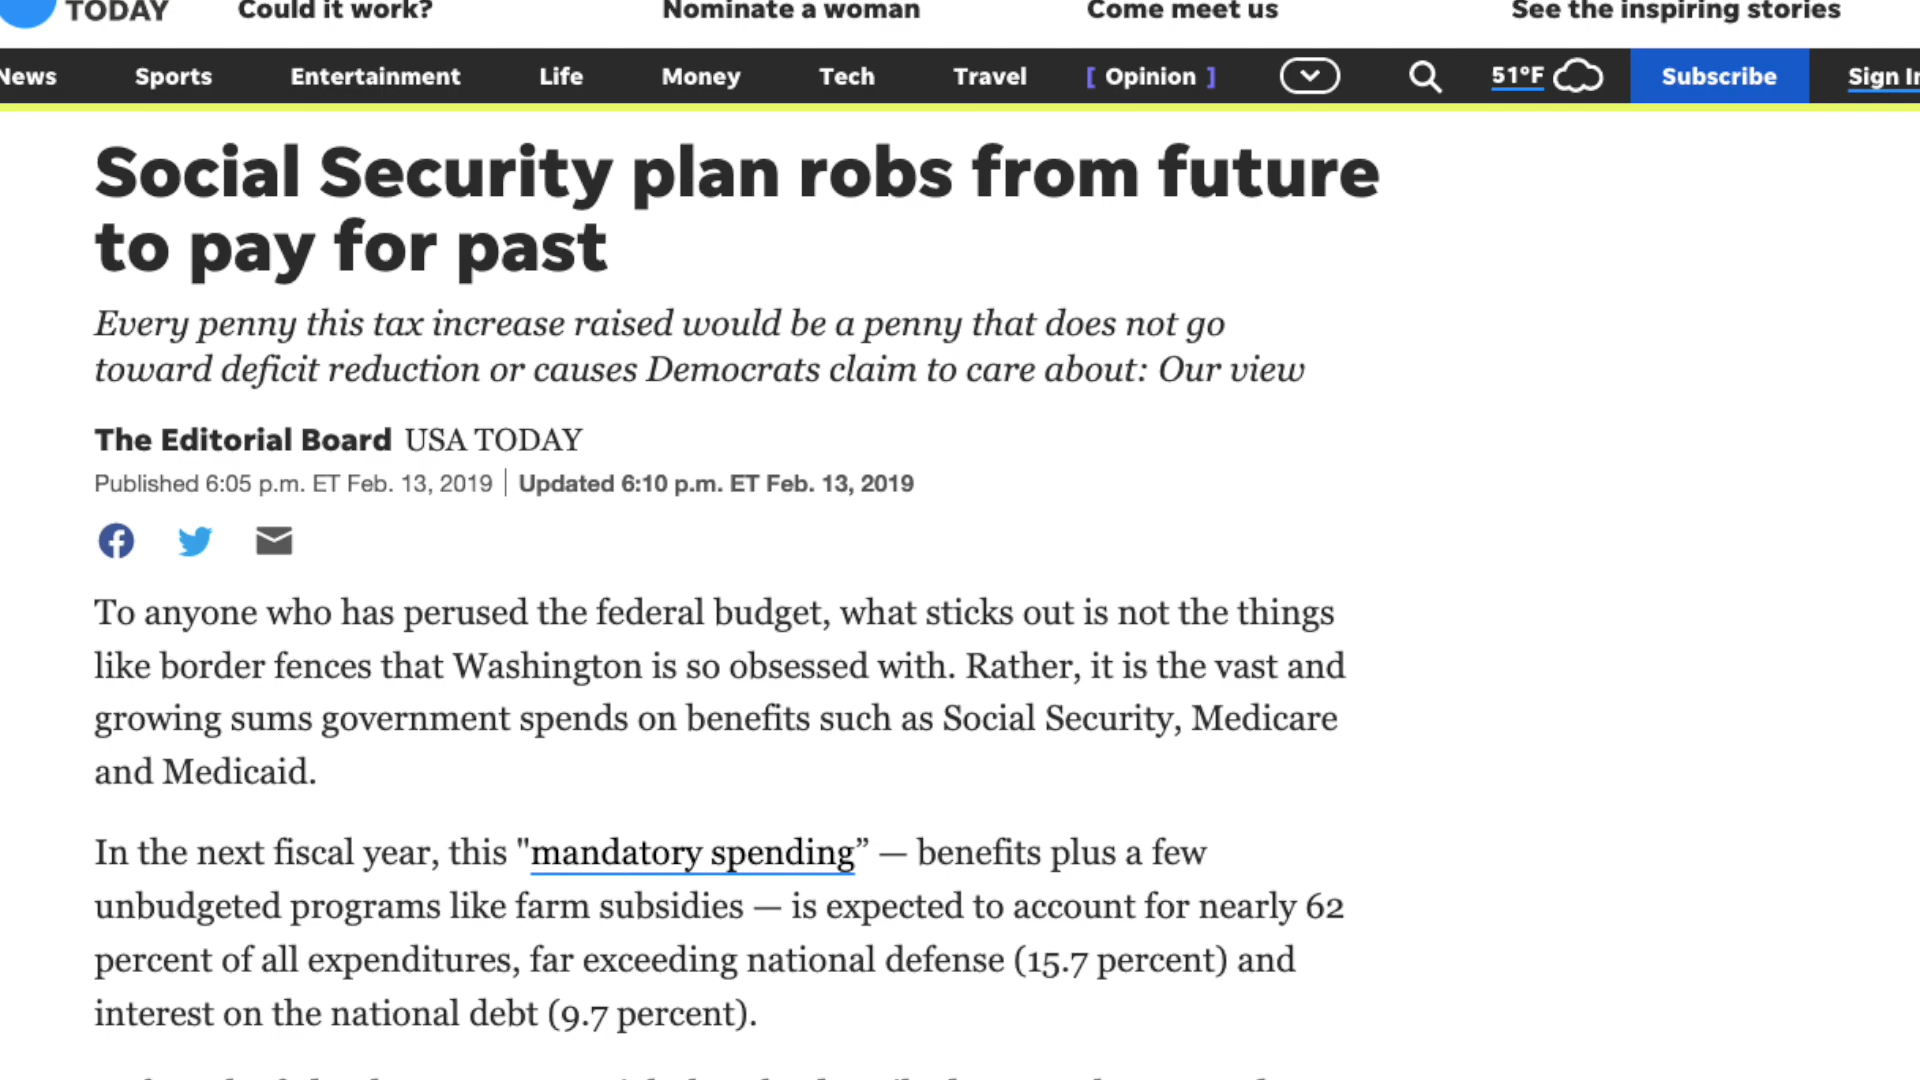 TODAY Could it work? Nominate a woman Come meet us See the inspiring stories
News Sports Entertainment Life Money Tech Travel [ Opinion ] 51°F Subscribe Sign In
Social Security plan robs from future
to pay for past
Every penny this tax increase raised would be a penny that does not go
toward deficit reduction or causes Democrats claim to care about: Our view
The Editorial Board USA TODAY
Published 6:05 p.m. ET Feb. 13, 2019 | Updated 6:10 p.m. ET Feb. 13, 2019
To anyone who has perused the federal budget, what sticks out is not the things
like border fences that Washington is so obsessed with. Rather, it is the vast and
growing sums government spends on benefits such as Social Security, Medicare
and Medicaid.
In the next fiscal year, this "mandatory spending” — benefits plus a few
unbudgeted programs like farm subsidies — is expected to account for nearly 62
percent of all expenditures, far exceeding national defense (15.7 percent) and
interest on the national debt (9.7 percent).